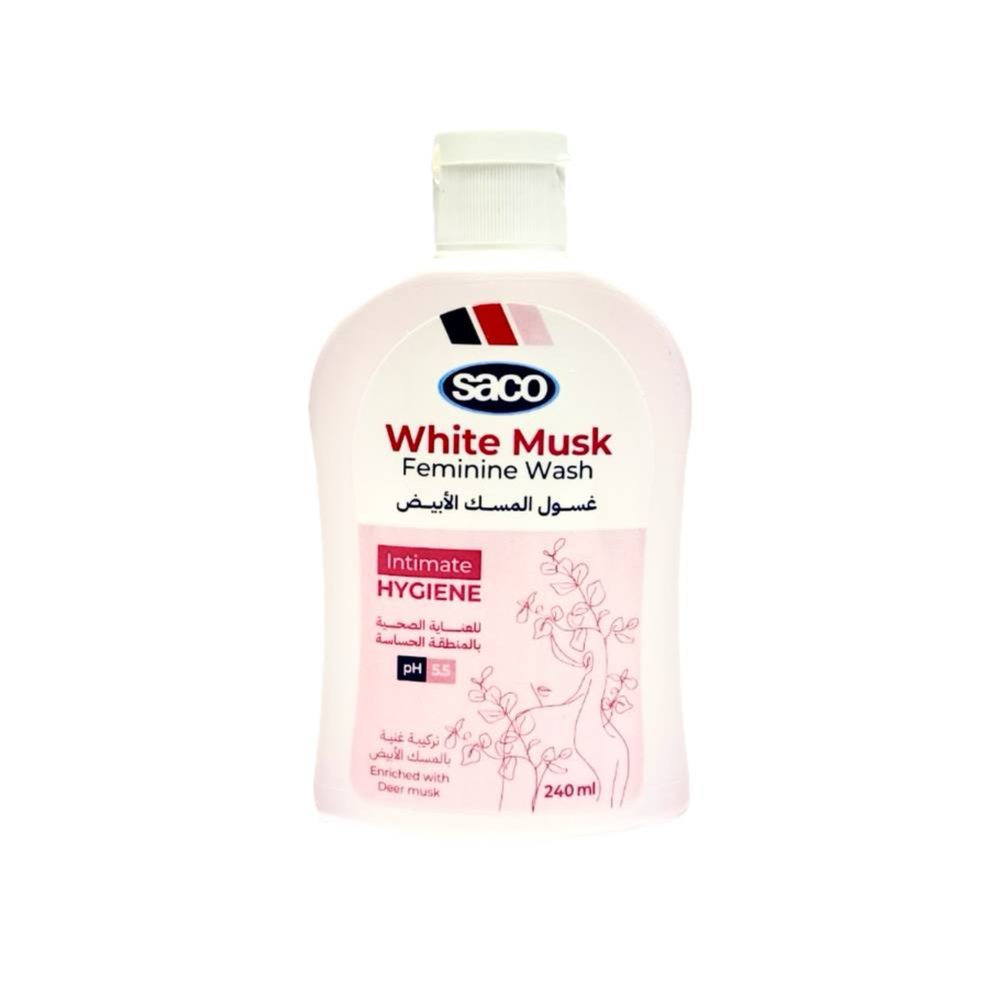 saco
White Musk
Feminine Wash
غسول المسك الأبيض
Intimate
HYGIENE
للعناية الصحية
بالمنطقة الحساسة
pH 5.5
تركيبة غنية
بالمسك الأبيض
Enriched with
Deer musk
240 ml